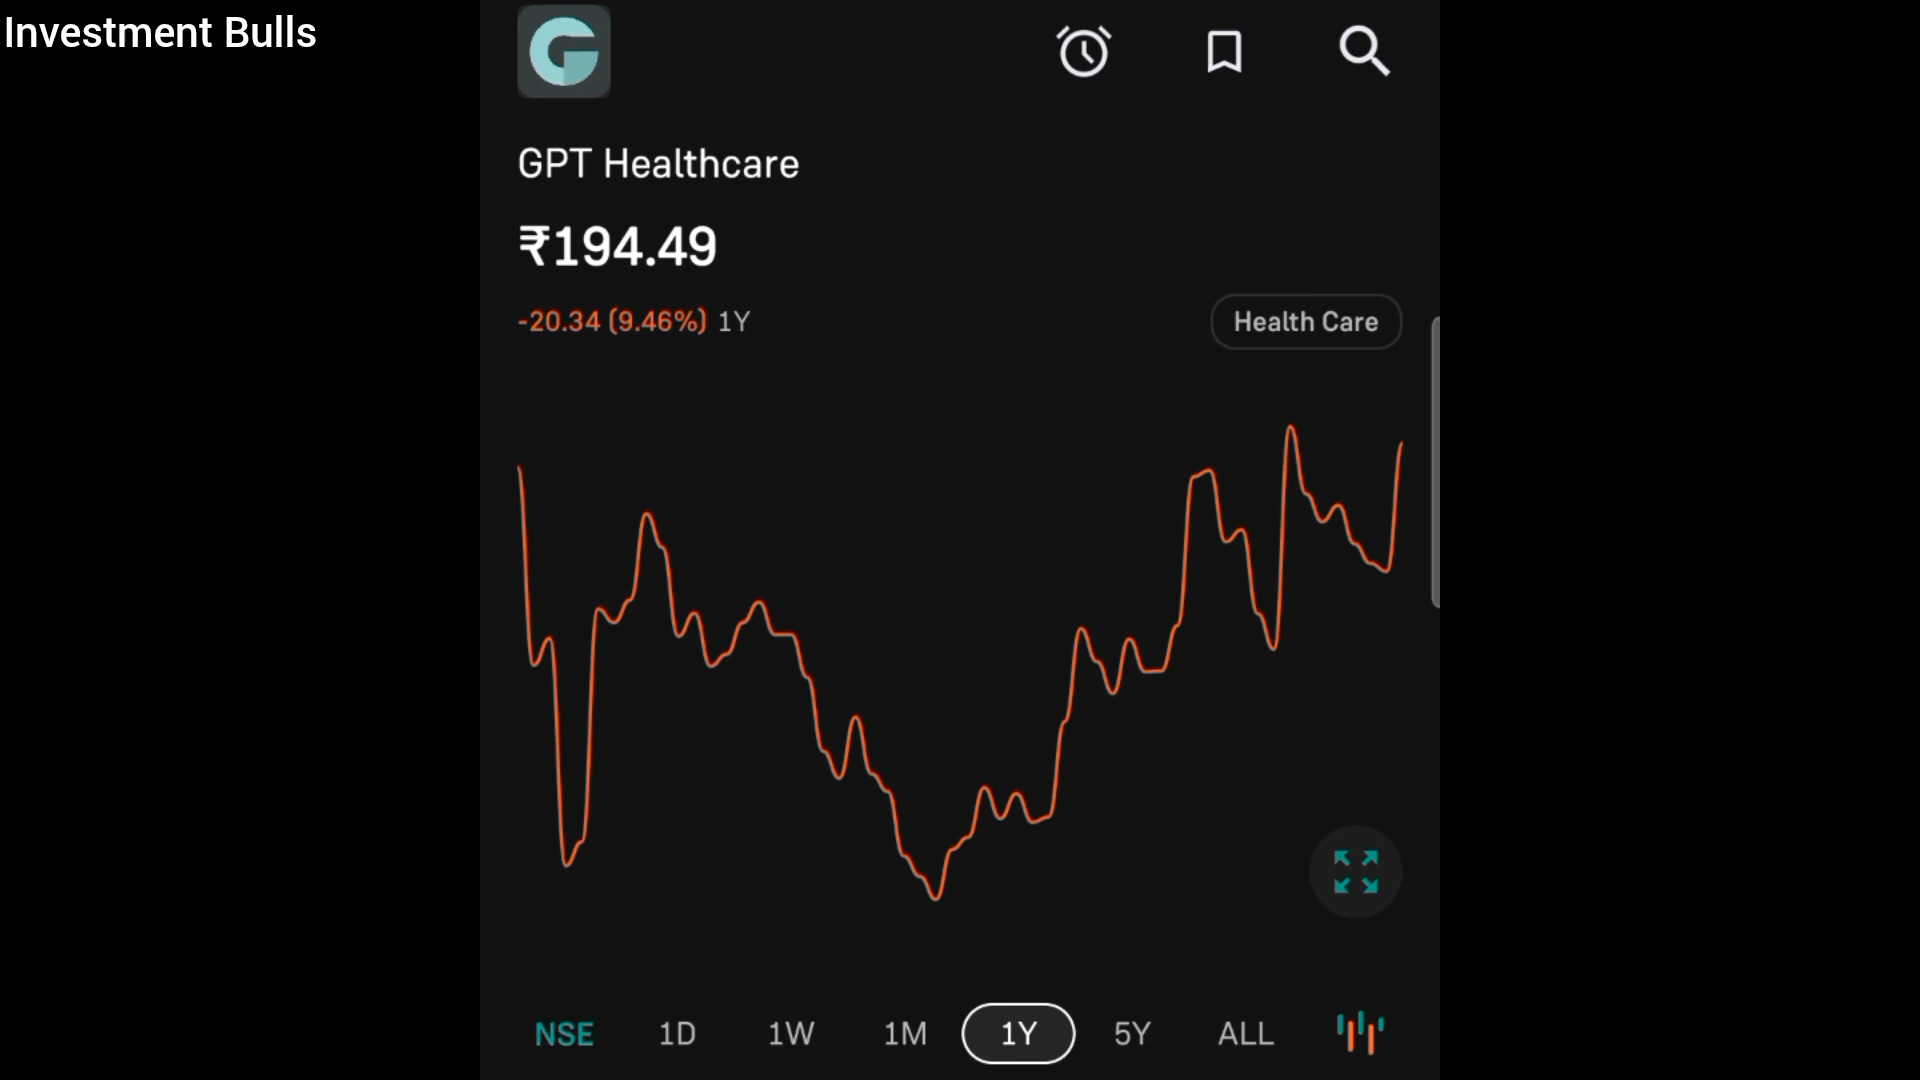 Investment Bulls
GPT Healthcare
₹194.49
-20.34 (9.46%) 1Y
Health Care
NSE 1D 1W 1M 1Y 5Y ALL